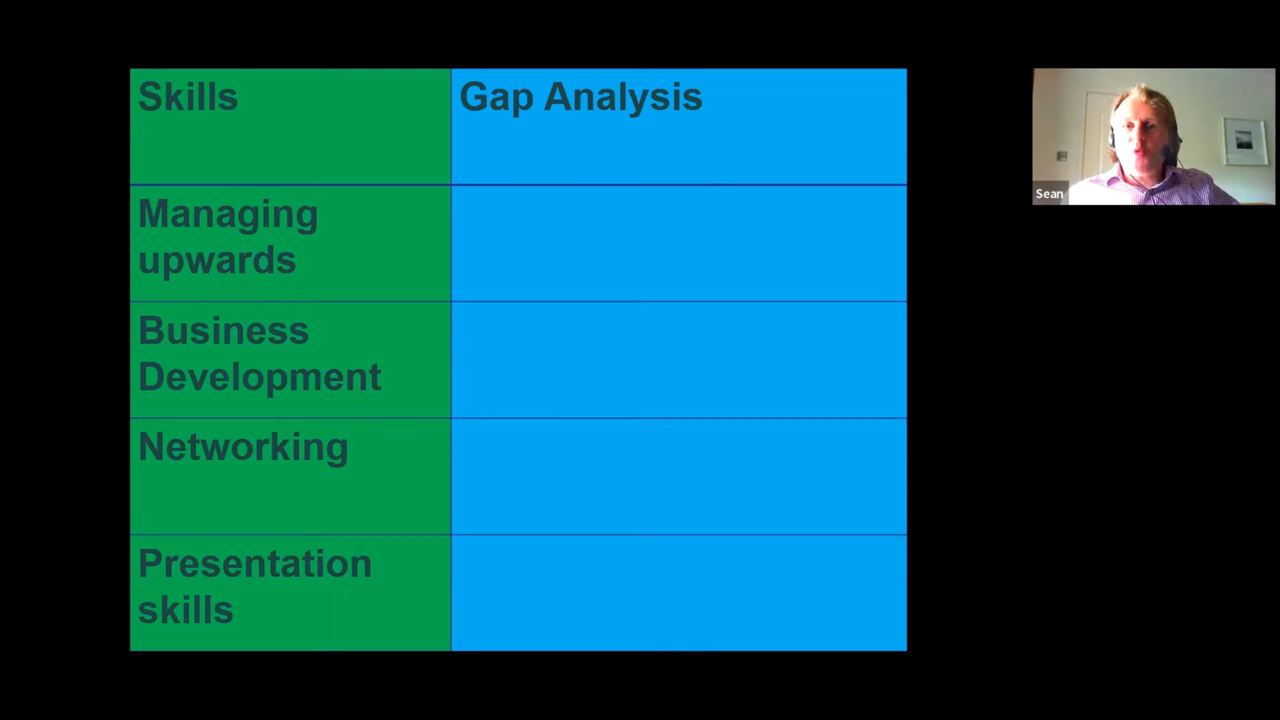 Skills
Gap Analysis
Managing
upwards
Business
Development
Networking
Presentation
skills
Sean